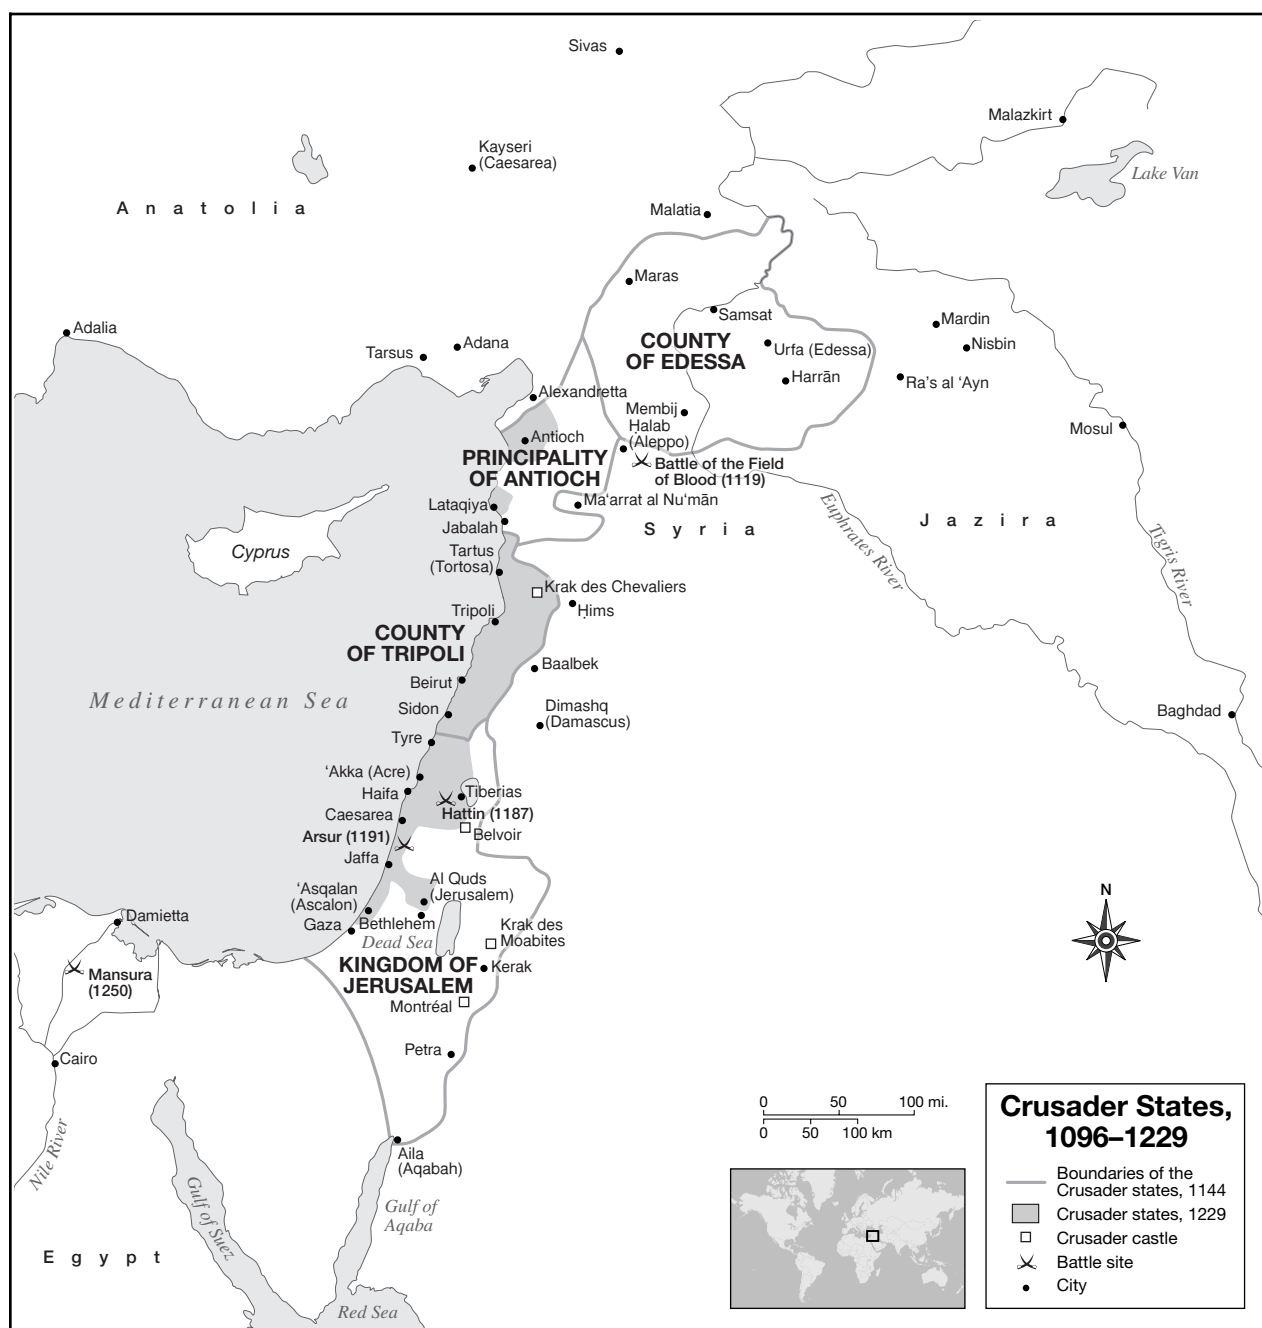 Sivas
Malazkirt
Kayseri
(Caesarea)
Lake Van
Anatolia
Malatia
Maras
Samsat
Mardin
Adalia
Adana
Tarsus
COUNTY
OF EDESSA
Urfa (Edessa)
Nisbin
Harrān
Ra's al ‘Ayn
Alexandretta
Membij
Ḥalab
(Aleppo)
Mosul
Antioch
PRINCIPALITY
OF ANTIOCH
Battle of the Field
of Blood (1119)
Lataqiya
Ma‘arrat al Nu‘mān
Jabalah
Syria
Jazira
Euphrates River
Tigris River
Cyprus
Tartus
(Tortosa)
Krak des Chevaliers
Ḥims
Tripoli
COUNTY
OF TRIPOLI
Baalbek
Beirut
Mediterranean Sea
Sidon
Dimashq
(Damascus)
Baghdad
Tyre
‘Akka (Acre)
Haifa
Tiberias
Caesarea
Hattin (1187)
Arsur (1191)
Belvoir
Jaffa
Al Quds
(Jerusalem)
‘Asqalan
(Ascalon)
Gaza
Bethlehem
Dead Sea
Krak des
Moabites
Damietta
KINGDOM OF
JERUSALEM
Kerak
Mansura
(1250)
Montréal
Petra
Cairo
Nile River
Aila
(Aqabah)
Gulf of Suez
Gulf of
Aqaba
Egypt
Red Sea
N
0 50 100 mi.
0 50 100 km
Crusader States,
1096–1229
Boundaries of the
Crusader states, 1144
Crusader states, 1229
Crusader castle
Battle site
City